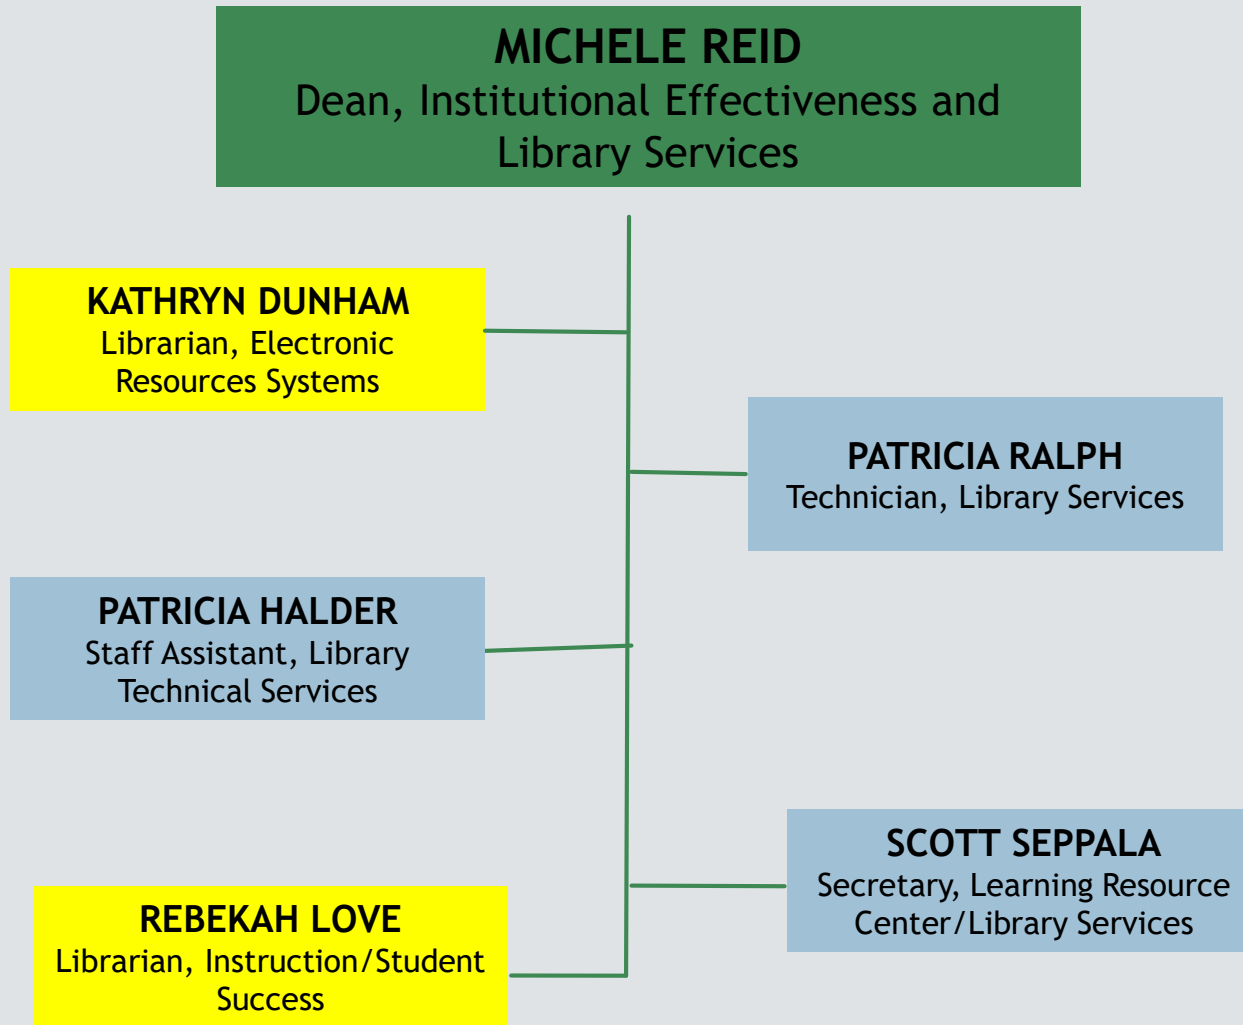 MICHELE REID
Dean, Institutional Effectiveness and
Library Services
KATHRYN DUNHAM
Librarian, Electronic
Resources Systems
PATRICIA RALPH
Technician, Library Services
PATRICIA HALDER
Staff Assistant, Library
Technical Services
SCOTT SEPPALA
Secretary, Learning Resource
Center/Library Services
REBEKAH LOVE
Librarian, Instruction/Student
Success